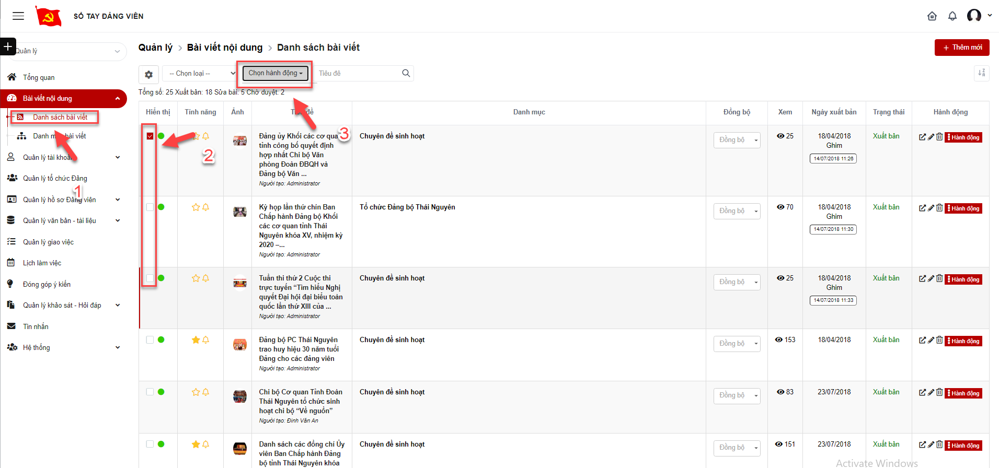 SỔ TAY ĐẢNG VIÊN
Quản lý
Tổng quan
Bài viết nội dung
Danh sách bài viết
bài viết
Quản lý tổ chức Đảng
1
Quản lý hồ sơ Đảng viên
Quản lý văn bản - tài liệu
Quản lý giao việc
Lịch làm việc
Đóng góp ý kiến
Quản lý khảo sát - Hỏi đáp
Tin nhắn
Hệ thống
Quản lý > Bài viết nội dung > Danh sách bài viết
+ Thêm mới
-- Chọn loại --
Chọn hành động
Tiêu đề
Tổng số: 25 Xuất bản: 18 Sửa bài: 5 Chờ duyệt: 2
Hiển thị Tính năng Ảnh Tiêu đề Danh mục Đồng bộ Xem Ngày xuất bản Trạng thái Hành động
2
3
Đảng ủy Khối các cơ qua
tỉnh công bố quyết định
hợp nhất Chi bộ Văn
phòng Đoàn ĐBQH và
Đảng bộ Văn ...
Người tạo: Administrator
Chuyên đề sinh hoạt
Đồng bộ
25
18/04/2018
Ghim
14/07/2018 11:26
Xuất bản
Hành động
Kỳ họp lần thứ chín Ban
Chấp hành Đảng bộ Khối
các cơ quan tỉnh Thái
Nguyên khóa XV, nhiệm kỳ
2020 –...
Người tạo: Administrator
Tổ chức Đảng bộ Thái Nguyên
Đồng bộ
70
18/04/2018
Ghim
14/07/2018 11:30
Xuất bản
Hành động
Tuần thi thứ 2 Cuộc thi
trực tuyến “Tìm hiểu Nghị
quyết Đại hội đại biểu toàn
quốc lần thứ XIII của ...
Người tạo: Administrator
Chuyên đề sinh hoạt
Đồng bộ
25
18/04/2018
Ghim
14/07/2018 11:33
Xuất bản
Hành động
Đảng bộ PC Thái Nguyên
trao huy hiệu 30 năm tuổi
Đảng cho các đảng viên
Người tạo: Administrator
Chuyên đề sinh hoạt
Đồng bộ
153
18/04/2018
Xuất bản
Hành động
Chi bộ Cơ quan Tỉnh Đoàn
Thái Nguyên tổ chức sinh
hoạt chi bộ “Về nguồn”
Người tạo: Đinh Văn An
Chuyên đề sinh hoạt
Đồng bộ
83
23/07/2018
Xuất bản
Hành động
Danh sách các đồng chí Ủy
viên Ban Chấp hành Đảng
bộ tỉnh Thái Nguyên khóa
Chuyên đề sinh hoạt
Đồng bộ
151
23/07/2018
Xuất bản
Hành động
Activate Windows